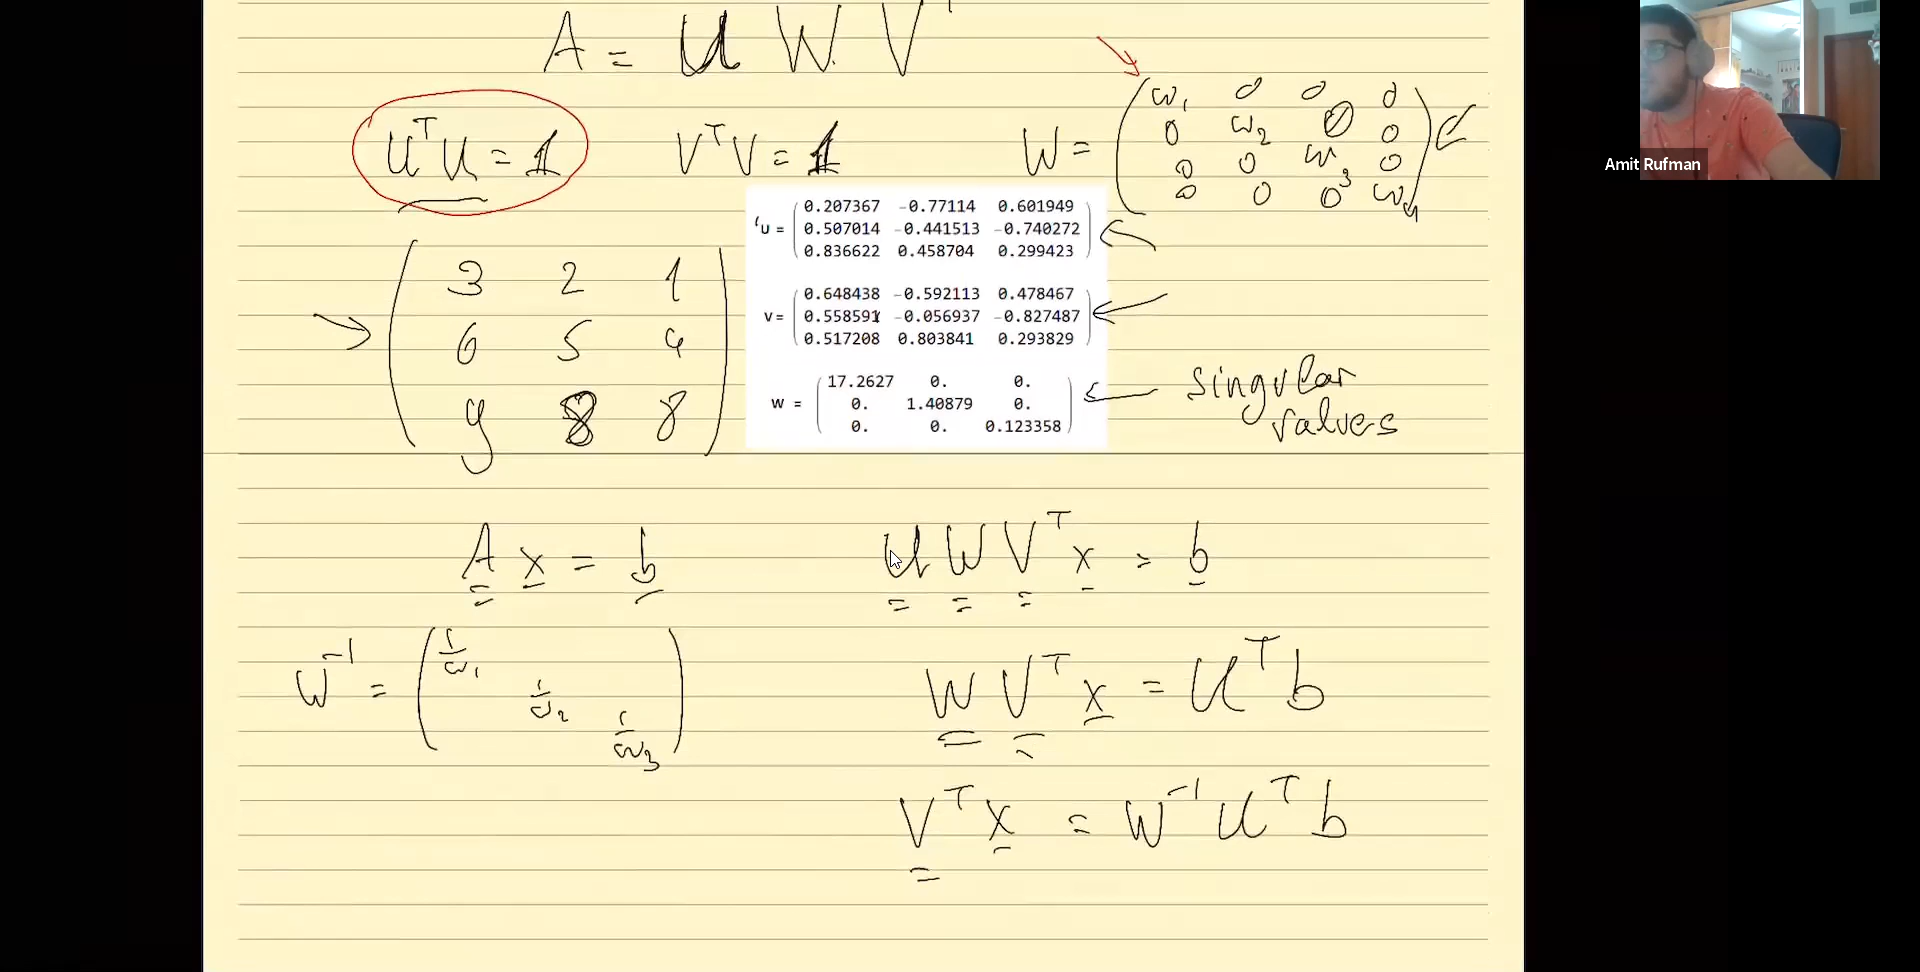 A = U W V^T
U^T U = 1 V^T V = 1 W = ( w1 0 0 0
0 w2 0 0
0 0 w3 0
0 0 0 w4 )
U = ( 0.207367 -0.77114 0.601949
0.507014 -0.441513 -0.740272
0.836622 0.458704 0.299423 )
( 3 2 1
6 5 4
9 8 8 )
V = ( 0.648438 -0.592113 0.478467
0.558591 -0.056937 -0.827487
0.517208 0.803841 0.293829 )
W = ( 17.2627 0. 0.
0. 1.40879 0.
0. 0. 0.123358 )
singular
values
A x = b U W V^T x = b
W^-1 = ( 1/w1
1/w2
1/w3 )
W V^T x = U^T b
V^T x = W^-1 U^T b
Amit Rufman